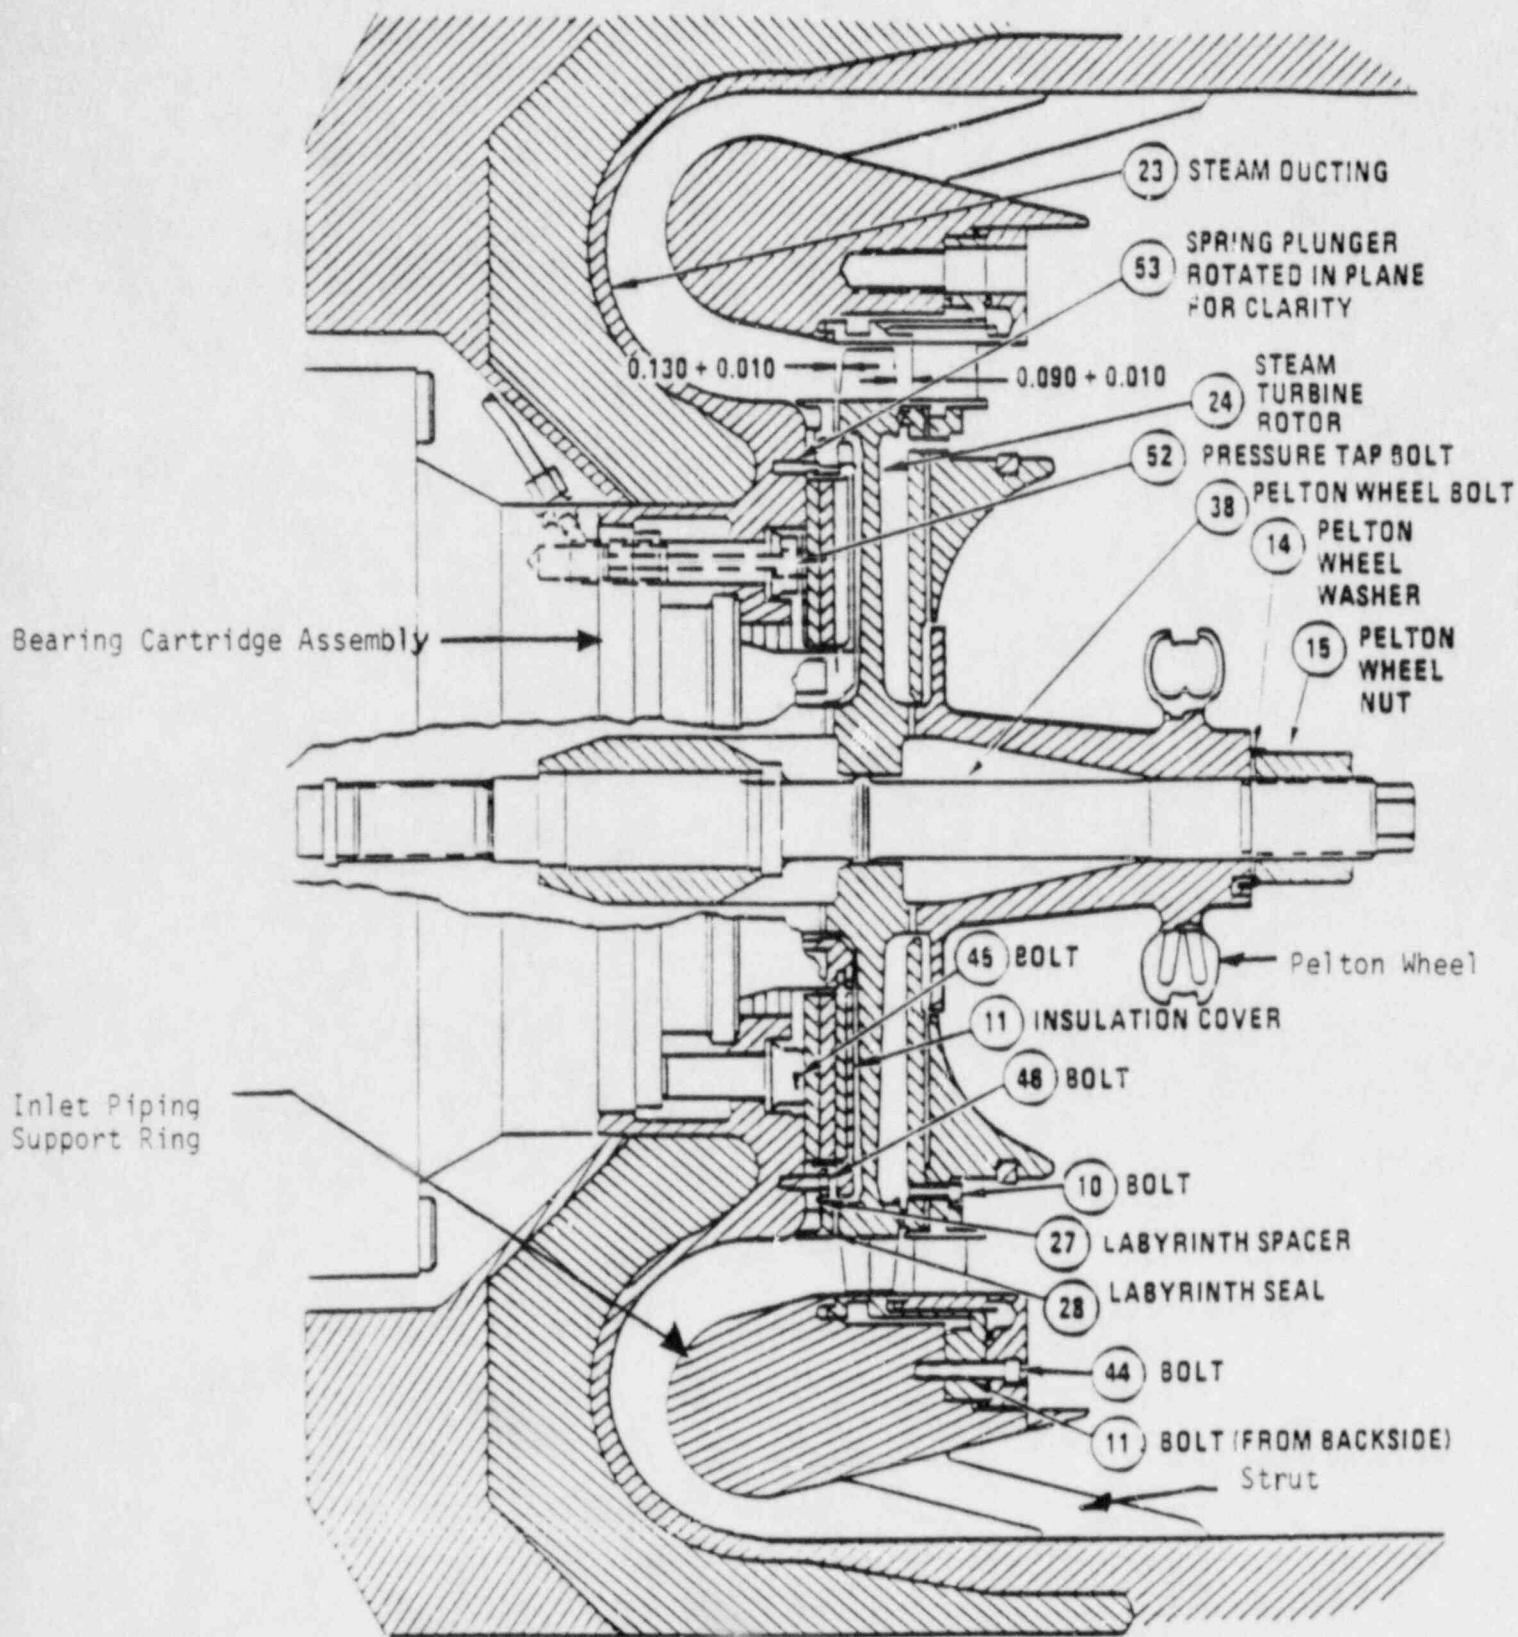 23 STEAM DUCTING
53 SPRING PLUNGER
ROTATED IN PLANE
FOR CLARITY
0.130 + 0.010
0.090 + 0.010
24 STEAM
TURBINE
ROTOR
52 PRESSURE TAP BOLT
38 PELTON WHEEL BOLT
14 PELTON
WHEEL
WASHER
Bearing Cartridge Assembly
15 PELTON
WHEEL
NUT
45 BOLT
Pelton Wheel
11 INSULATION COVER
46 BOLT
Inlet Piping
Support Ring
10 BOLT
27 LABYRINTH SPACER
28 LABYRINTH SEAL
44 BOLT
11 BOLT (FROM BACKSIDE)
Strut